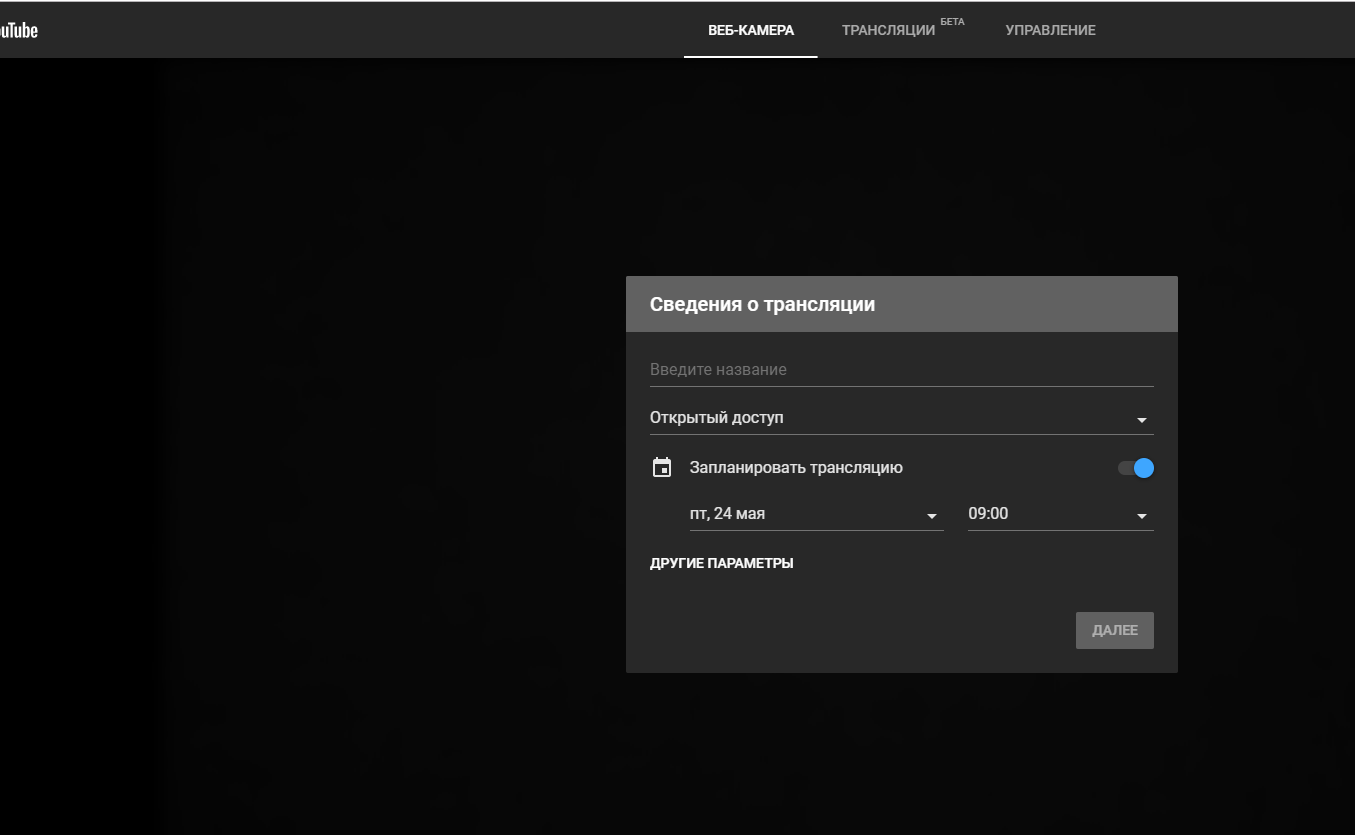 uTube
ВЕБ-КАМЕРА
ТРАНСЛЯЦИИ БЕТА
УПРАВЛЕНИЕ
Сведения о трансляции
Введите название
Открытый доступ
Запланировать трансляцию
пт, 24 мая
09:00
ДРУГИЕ ПАРАМЕТРЫ
ДАЛЕЕ